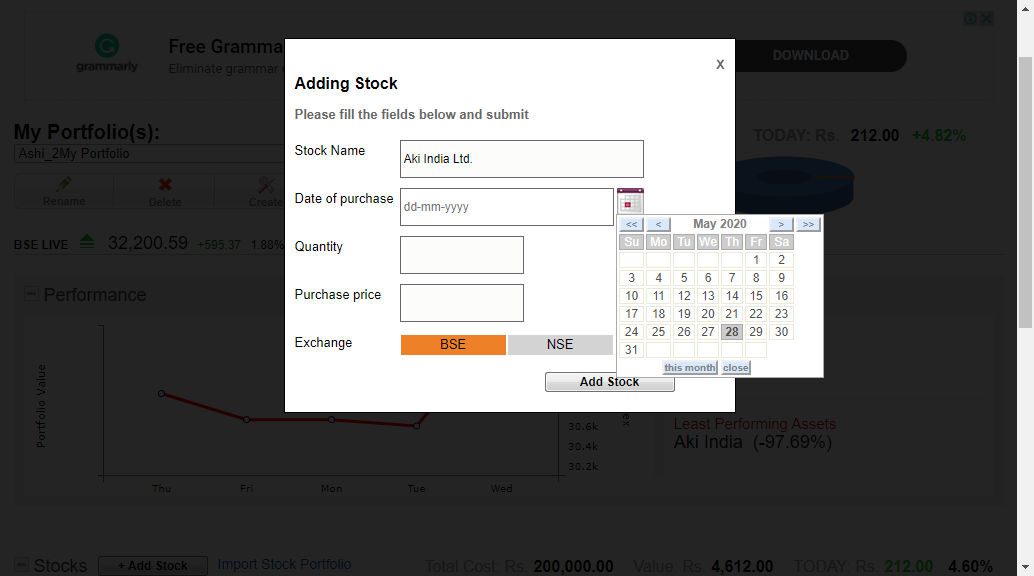 grammarly
Free Gramma
Eliminate grammar
DOWNLOAD
X
Adding Stock
Please fill the fields below and submit
My Portfolio(s):
Ashi_2My Portfolio
TODAY: Rs. 212.00 +4.82%
Stock Name
Aki India Ltd.
Rename
Delete
Create
Date of purchase
dd-mm-yyyy
BSE LIVE 32,200.59 +595.37 1.88%
Quantity
Purchase price
Exchange
BSE
NSE
Add Stock
<< < May 2020 > >>
Su Mo Tu We Th Fr Sa
1 2
3 4 5 6 7 8 9
10 11 12 13 14 15 16
17 18 19 20 21 22 23
24 25 26 27 28 29 30
31
this month close
Performance
Portfolio Value
30.6k
30.4k
30.2k
Thu Fri Mon Tue Wed
Least Performing Assets
Aki India (-97.69%)
Stocks
+ Add Stock
Import Stock Portfolio
Total Cost Rs. 200,000.00 Value: Rs. 4,612.00 TODAY: Rs. 212.00 4.60%